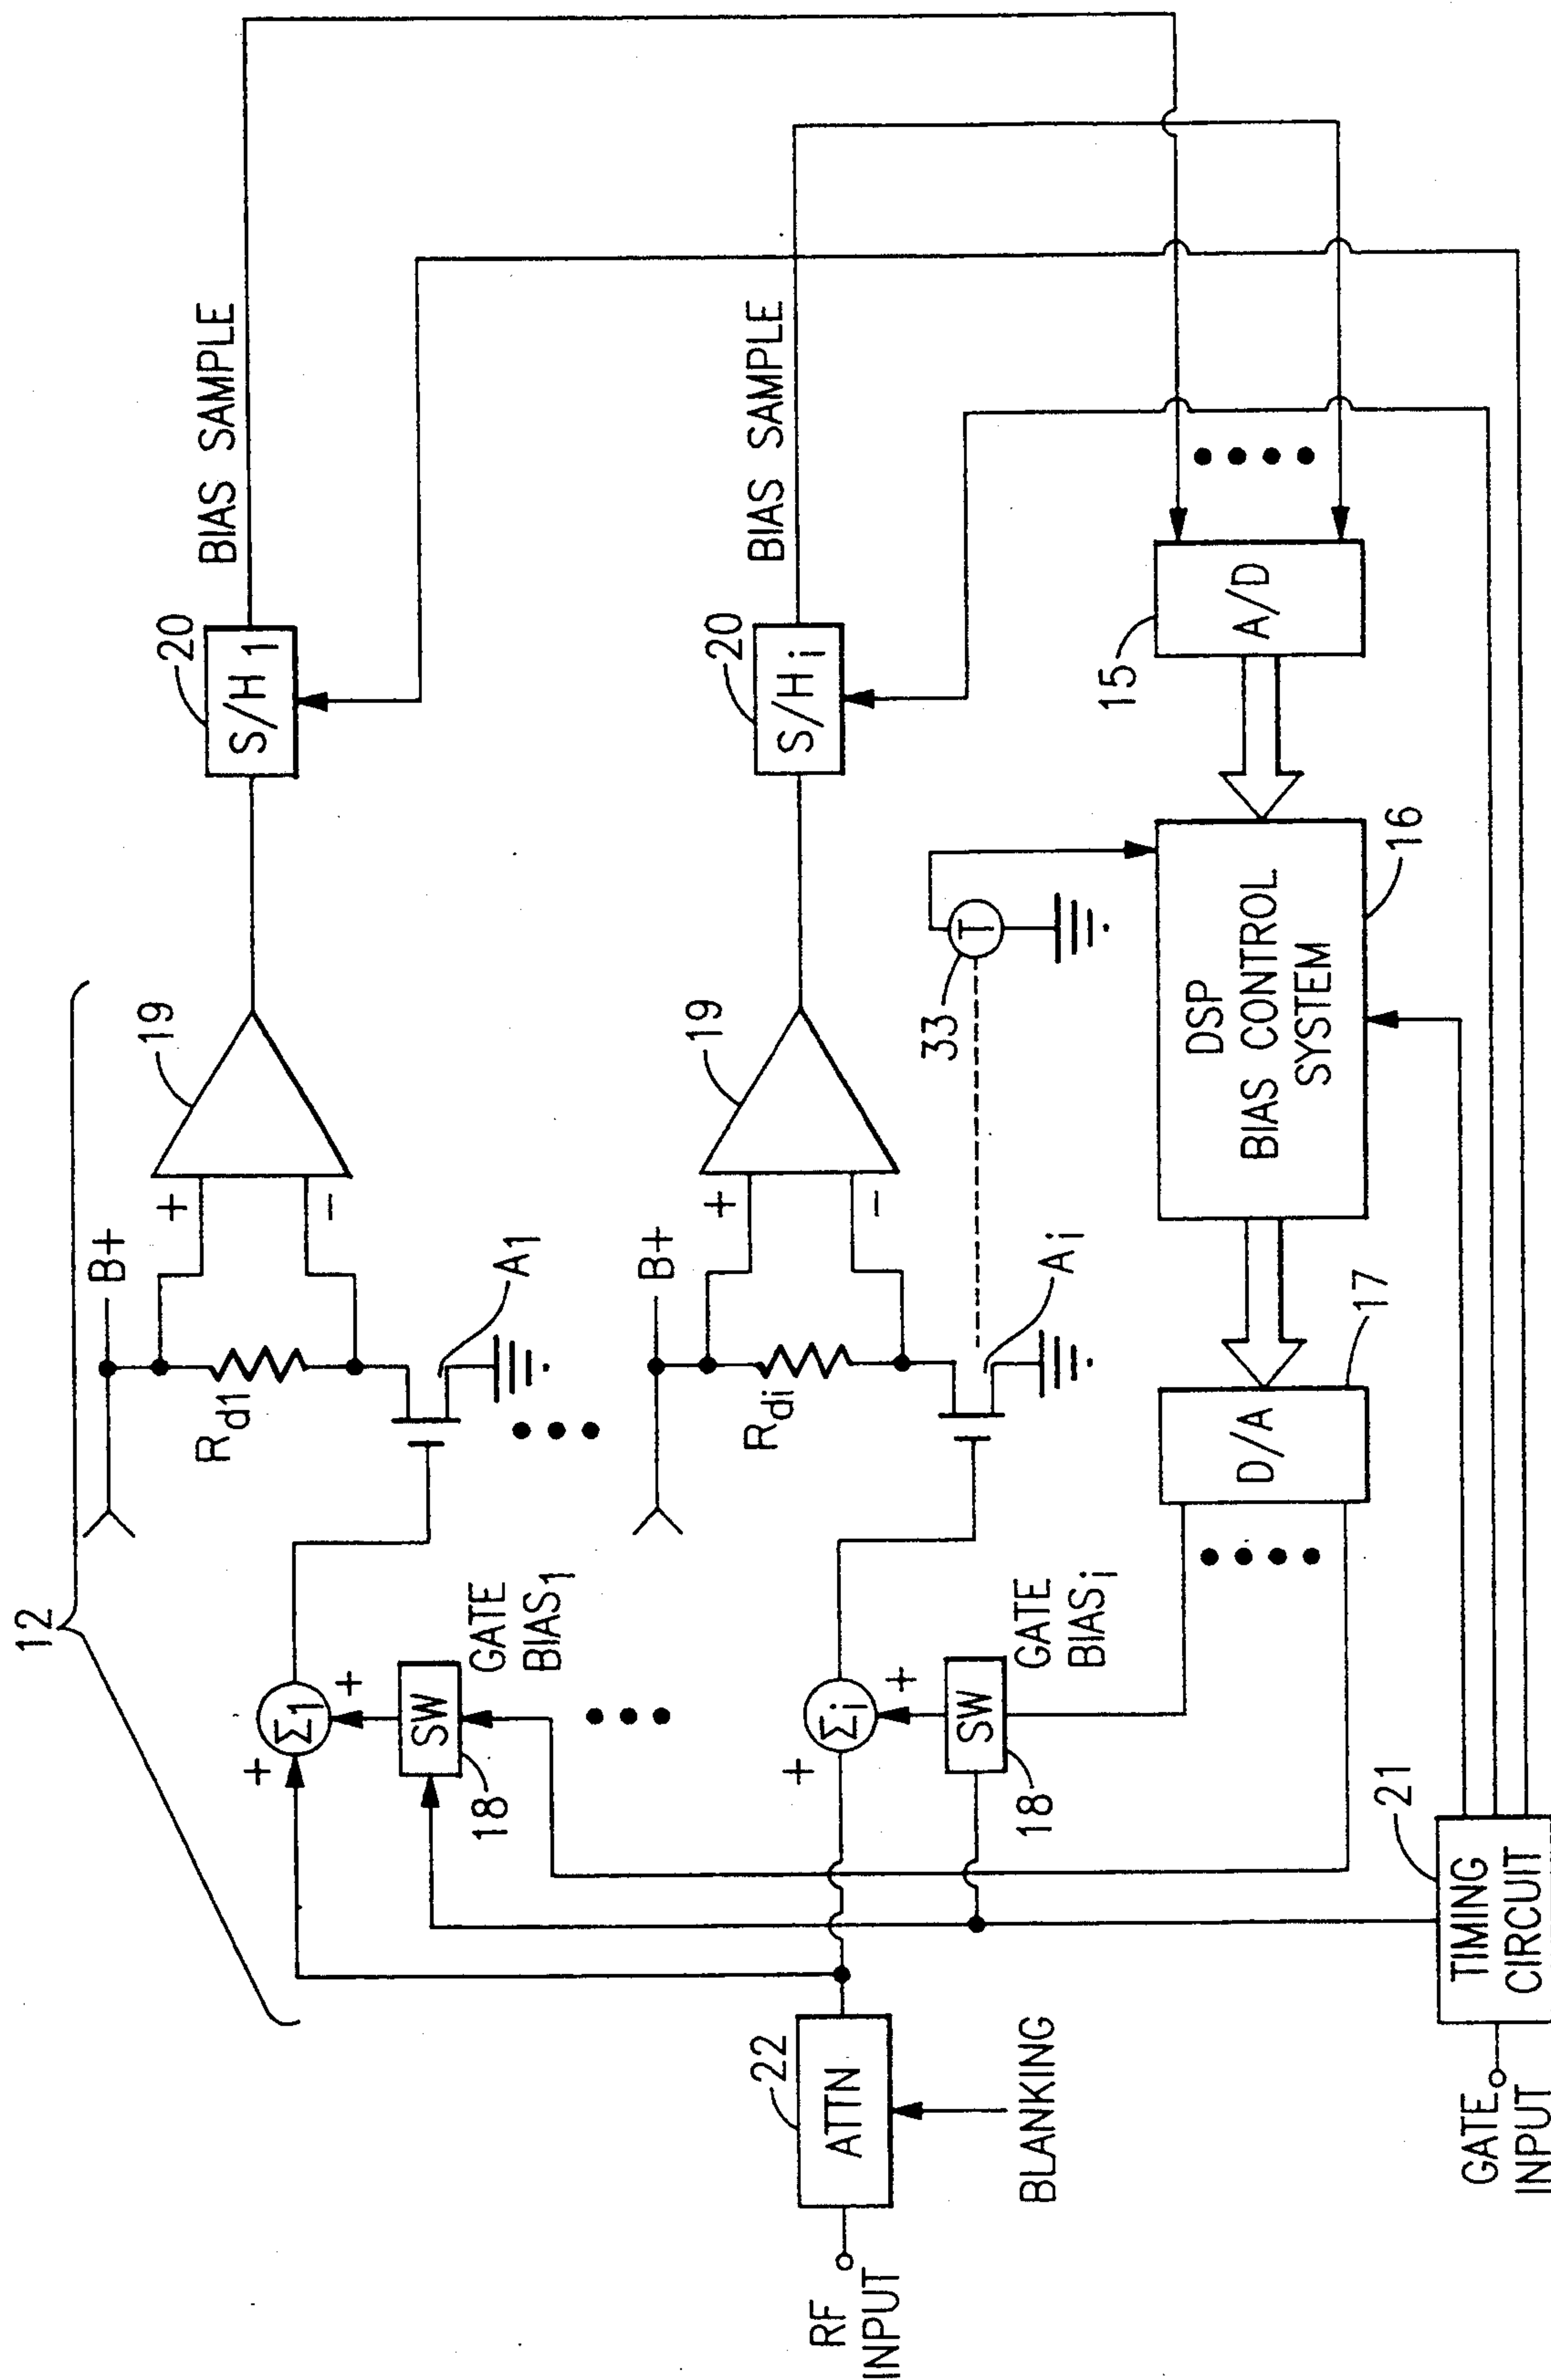 12
B+
+
-
19
20
S/H 1
BIAS SAMPLE
Rd1
A1
Σ1
+
+
SW
18
GATE
BIAS1
B+
+
-
19
20
S/H i
BIAS SAMPLE
Rdi
Ai
Σi
+
+
SW
18
GATE
BIASi
33
T
RF
INPUT
22
ATTN
BLANKING
17
D/A
DSP
BIAS CONTROL
SYSTEM
16
15
A/D
21
TIMING
CIRCUIT
GATE
INPUT